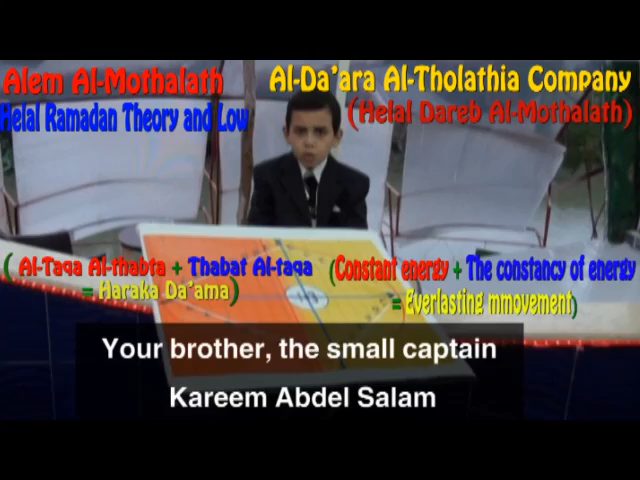 Alem Al-Mothalath
Helal Ramadan Theory and Low
Al-Da'ara Al-Tholathia Company
(Helal Dareb Al-Mothalath)
( Al-Taqa Al-thabta + Thabat Al-taqa
= Haraka Da'ama)
(Constant energy + The constancy of energy
= Everlasting mmovement)
Your brother, the small captain
Kareem Abdel Salam